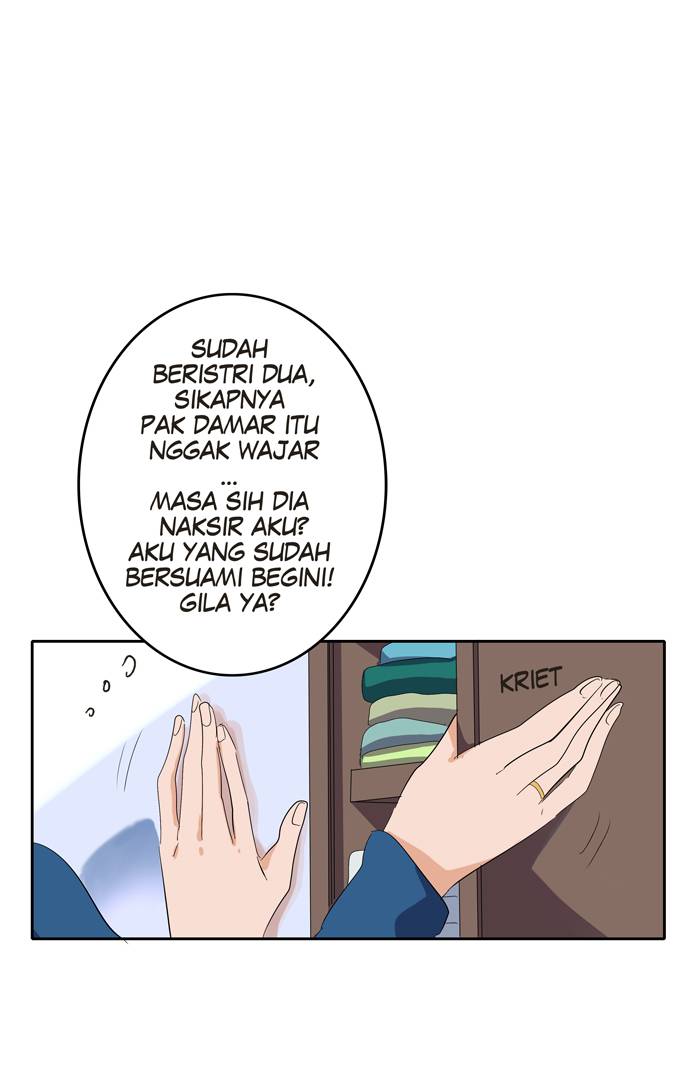 SUDAH
BERISTRI DUA,
SIKAPNYA
PAK DAMAR ITU
NGGAK WAJAR
...
MASA SIH DIA
NAKSIR AKU?
AKU YANG SUDAH
BERSUAMI BEGINI!
GILA YA?
KRIET